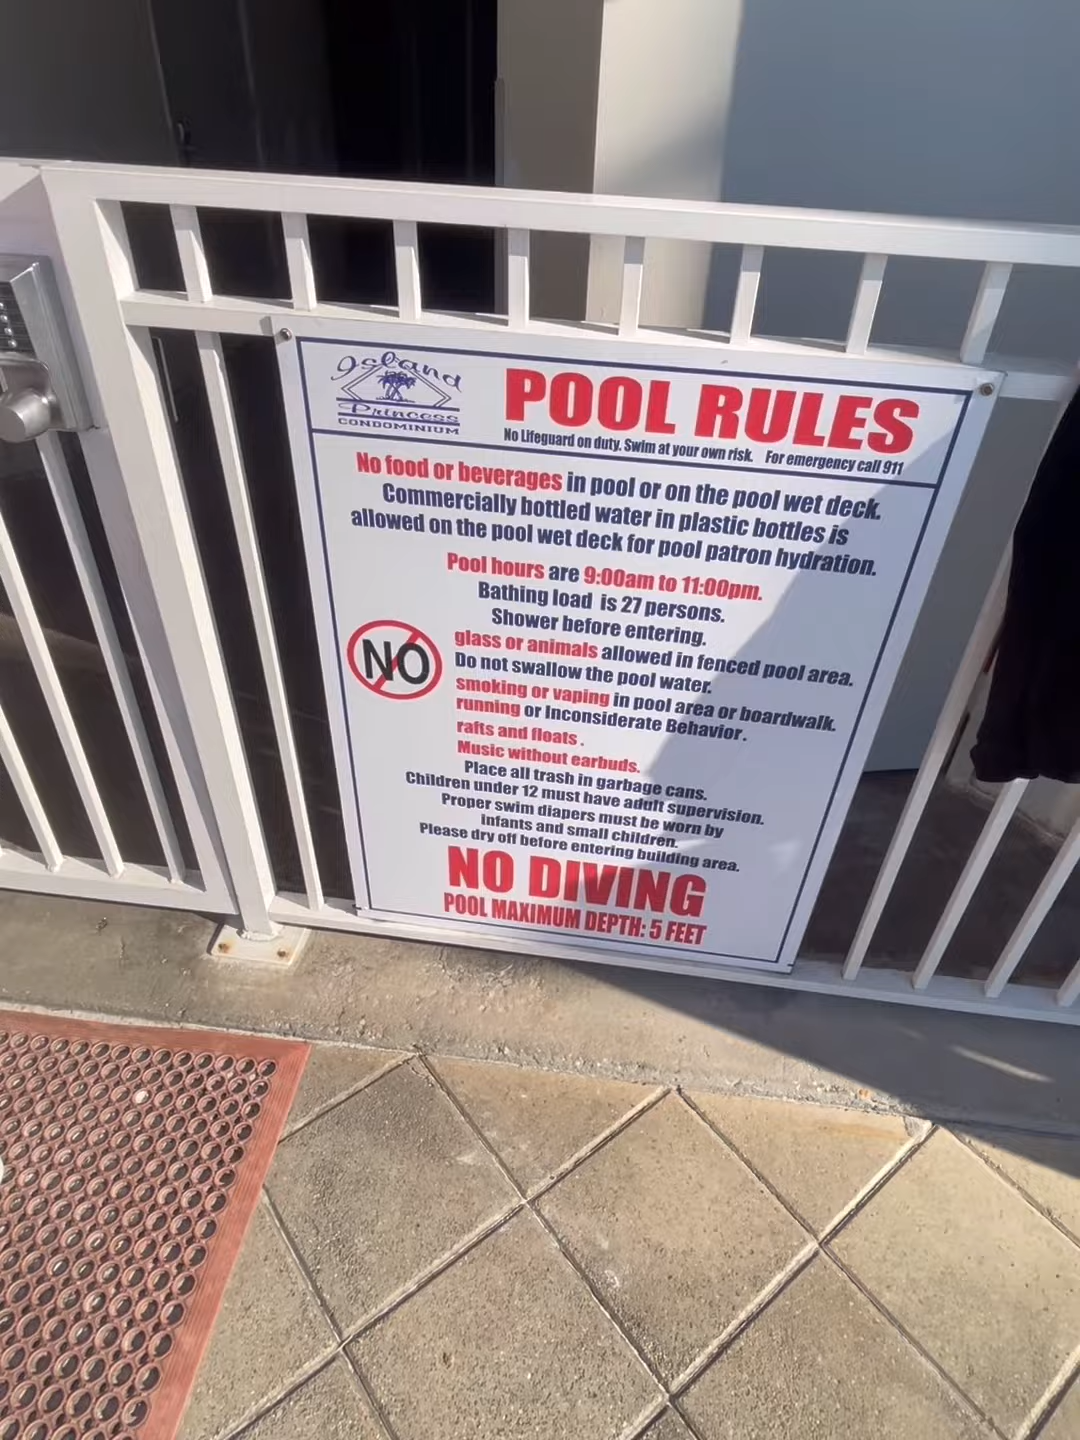 Island
Princess
CONDOMINIUM
POOL RULES
No Lifeguard on duty. Swim at your own risk. For emergency call 911
No food or beverages in pool or on the pool wet deck.
Commercially bottled water in plastic bottles is
allowed on the pool wet deck for pool patron hydration.
Pool hours are 9:00am to 11:00pm.
Bathing load is 27 persons.
Shower before entering.
NO
glass or animals allowed in fenced pool area.
Do not swallow the pool water.
smoking or vaping in pool area or boardwalk.
running or Inconsiderate Behavior.
rafts and floats.
Music without earbuds.
Place all trash in garbage cans.
Children under 12 must have adult supervision.
Proper swim diapers must be worn by
infants and small children.
Please dry off before entering building area.
NO DIVING
POOL MAXIMUM DEPTH: 5 FEET